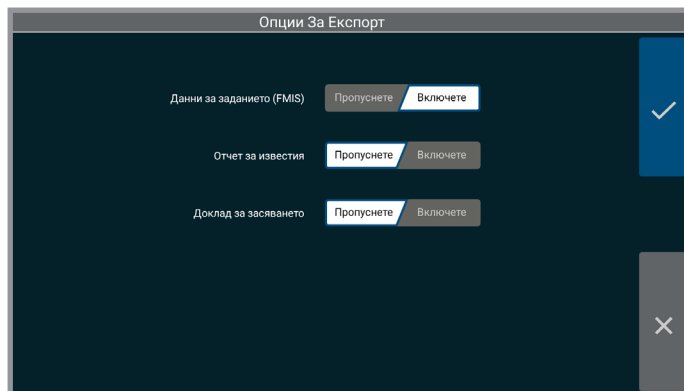 Опции За Експорт
Данни за заданието (FMIS) Пропуснете Включете
Отчет за известия Пропуснете Включете
Доклад за засяването Пропуснете Включете